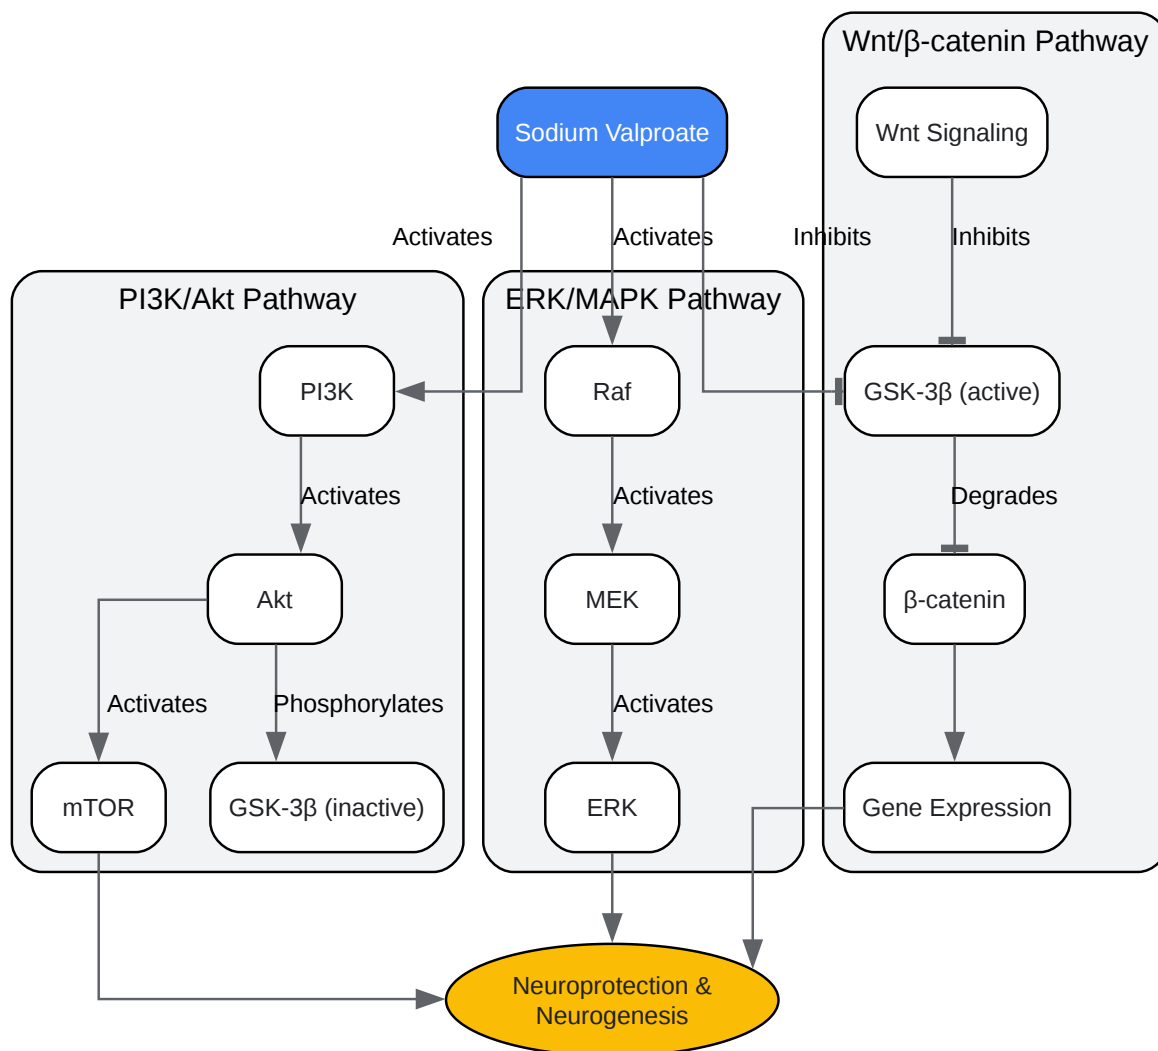 Wnt/β-catenin Pathway
Sodium Valproate
Wnt Signaling
Activates
Activates
Inhibits
Inhibits
PI3K/Akt Pathway
ERK/MAPK Pathway
PI3K
Raf
GSK-3β (active)
Activates
Activates
Degrades
Akt
MEK
β-catenin
Activates
Phosphorylates
Activates
mTOR
GSK-3β (inactive)
ERK
Gene Expression
Neuroprotection &
Neurogenesis